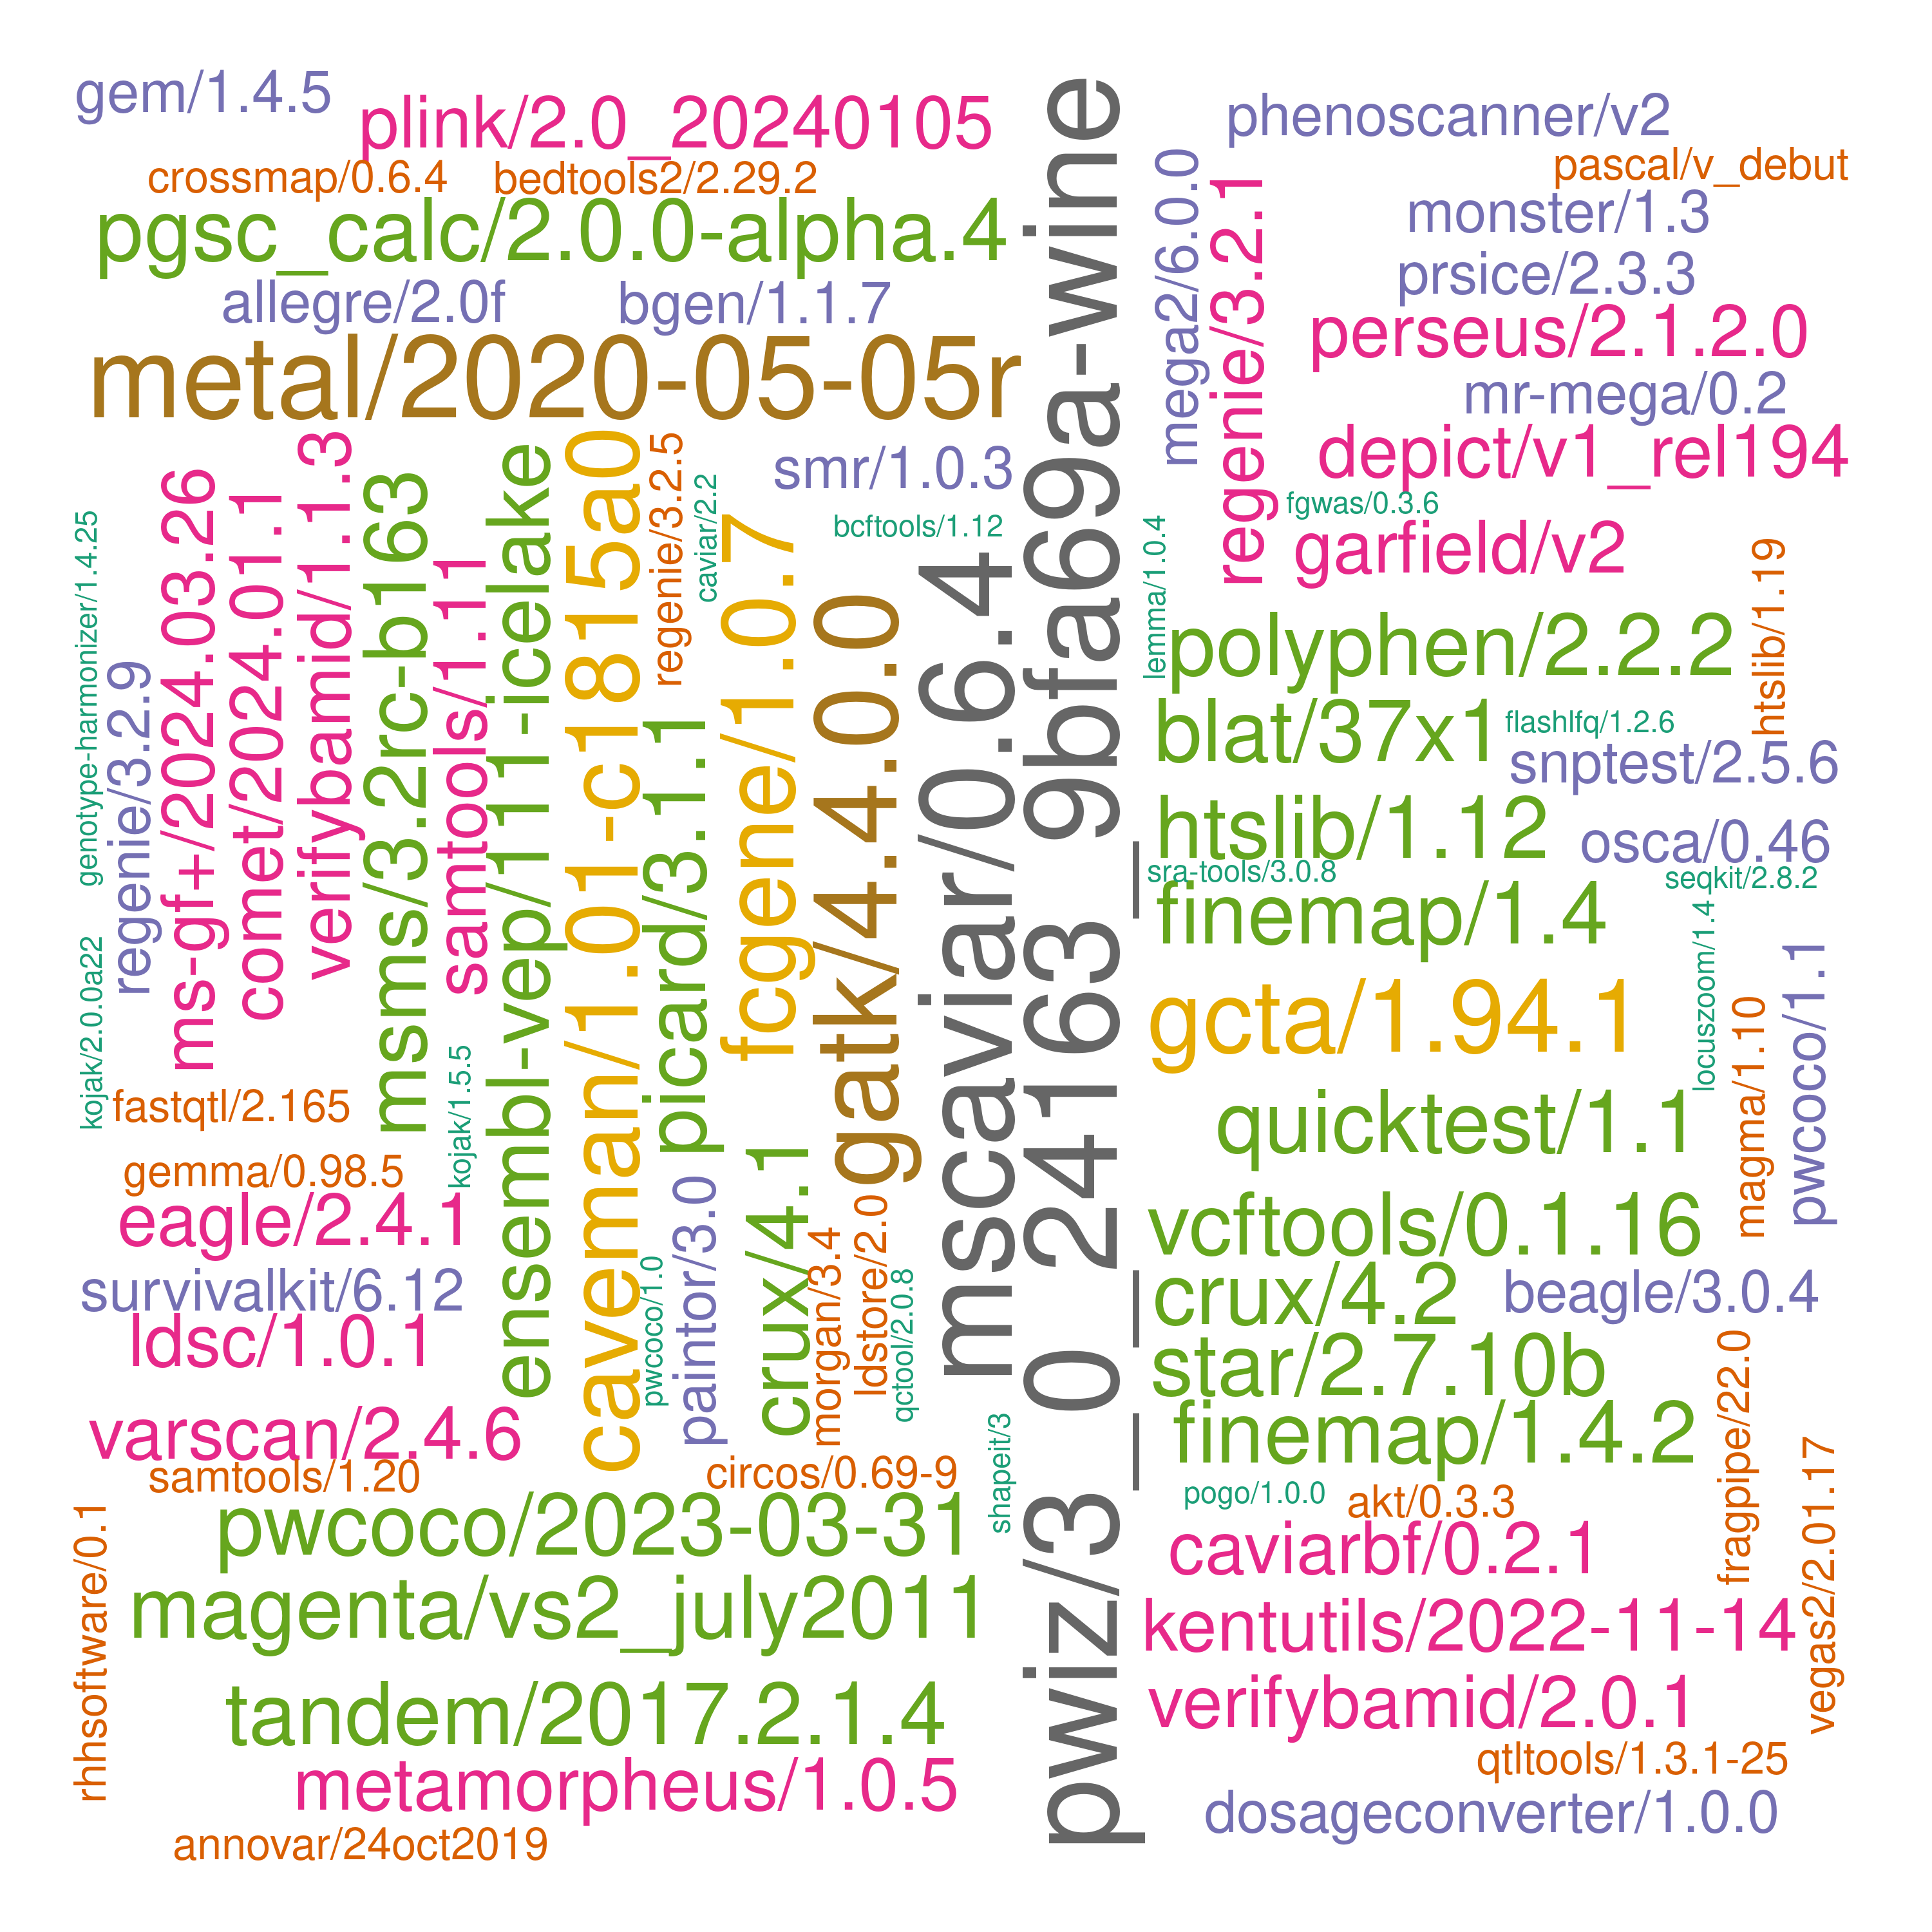 gem/1.4.5
plink/2.0_20240105
crossmap/0.6.4
bedtools2/2.29.2
pgsc_calc/2.0.0-alpha.4
allegre/2.0f
bgen/1.1.7
metal/2020-05-05r
smr/1.0.3
bcftools/1.12
genotype-harmonizer/1.4.25
regenie/3.2.9
ms-gf+/2024.03.26
comet/2024.01.1
verifybamid/1.1.3
msms/3.2rc-b163
samtools/1.11
ensembl-vep/111-icelake
caveman/1.01-c1815a0
regenie/3.2.5
caviar/2.2
picard/3.1.1
fcgene/1.0.7
gatk/4.4.0.0
mscaviar/0.6.4
pwiz/3_0_24163_9bfa69a-wine
kojak/2.0.0a22
fastqtl/2.165
kojak/1.5.5
gemma/0.98.5
eagle/2.4.1
survivalkit/6.12
ldsc/1.0.1
varscan/2.4.6
samtools/1.20
pwcoco/1.0
paintor/3.0
crux/4.1
morgan/3.4
ldstore/2.0
qctool/2.0.8
circos/0.69-9
shapeit/3
rhhsoftware/0.1
pwcoco/2023-03-31
magenta/vs2_july2011
tandem/2017.2.1.4
metamorpheus/1.0.5
annovar/24oct2019
phenoscanner/v2
pascal/v_debut
mega2/6.0.0
regenie/3.2.1
monster/1.3
prsice/2.3.3
perseus/2.1.2.0
mr-mega/0.2
depict/v1_rel194
fgwas/0.3.6
garfield/v2
lemma/1.0.4
htslib/1.19
polyphen/2.2.2
blat/37x1
flashlfq/1.2.6
snptest/2.5.6
htslib/1.12
osca/0.46
sra-tools/3.0.8
seqkit/2.8.2
finemap/1.4
locuszoom/1.4
gcta/1.94.1
magma/1.10
pwcoco/1.1
quicktest/1.1
vcftools/0.1.16
crux/4.2
beagle/3.0.4
star/2.7.10b
finemap/1.4.2
fragpipe/22.0
vegas2/2.01.17
pogo/1.0.0
akt/0.3.3
caviarbf/0.2.1
kentutils/2022-11-14
verifybamid/2.0.1
qtltools/1.3.1-25
dosageconverter/1.0.0